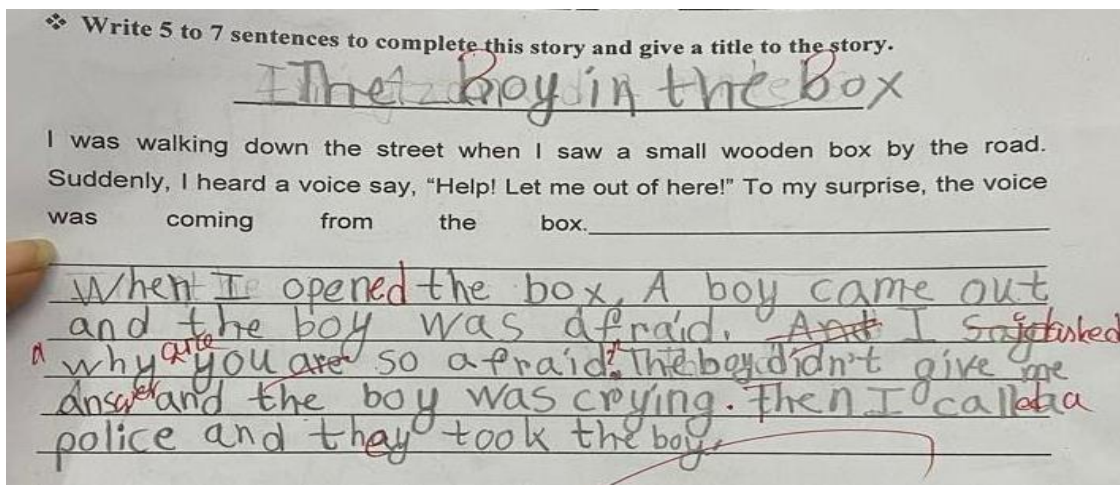 ❖ Write 5 to 7 sentences to complete this story and give a title to the story.
The Boy in the Box
I was walking down the street when I saw a small wooden box by the road.
Suddenly, I heard a voice say, “Help! Let me out of here!” To my surprise, the voice
was coming from the box.
When I opened the box, A boy came out
and the boy was afraid. And I asked
why are you are so afraid? The boy didn't give me
answer and the boy was crying. Then I called a
police and thay took the boy.